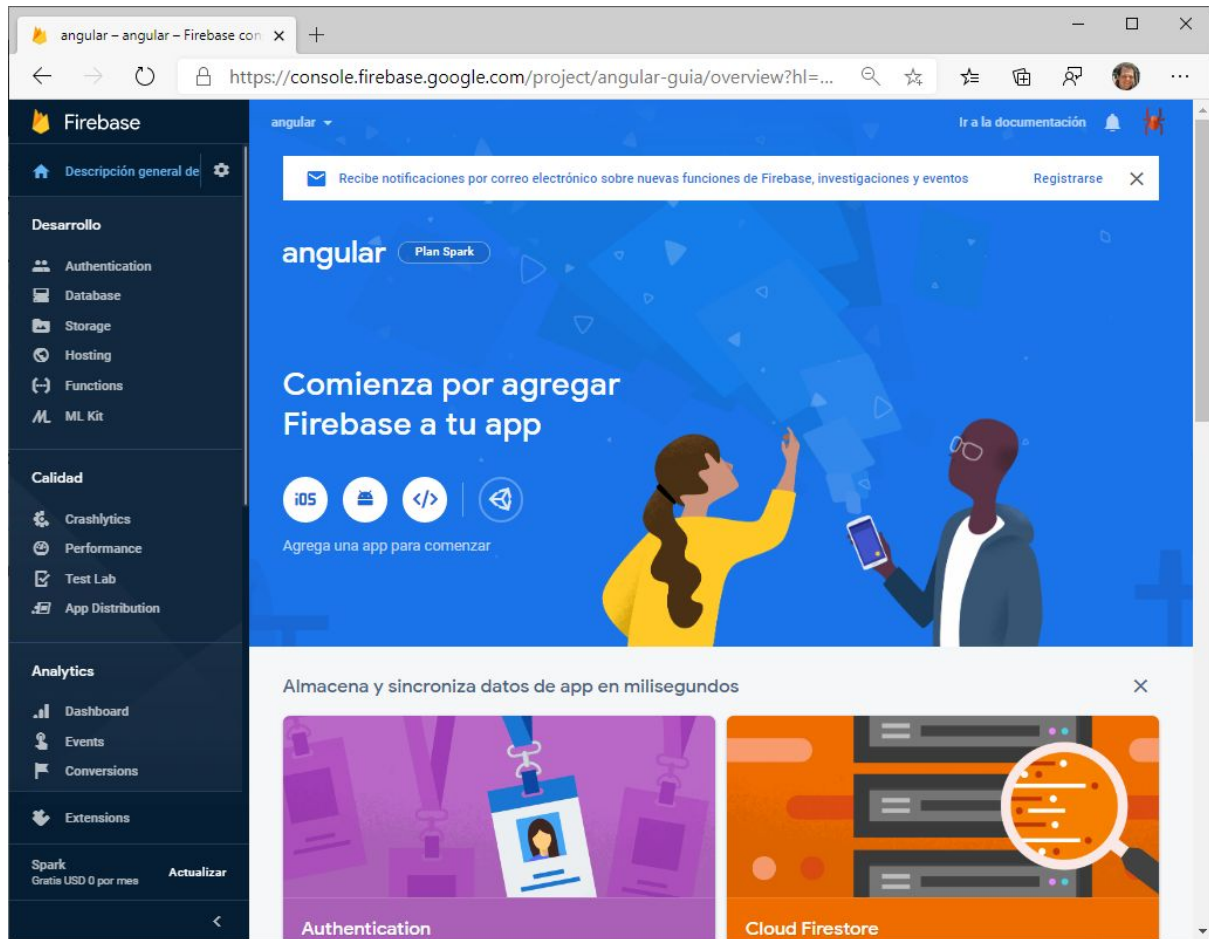 angular – angular – Firebase con
https://console.firebase.google.com/project/angular-guia/overview?hl=...
Firebase
angular
Ir a la documentación
Descripción general de
Recibe notificaciones por correo electrónico sobre nuevas funciones de Firebase, investigaciones y eventos
Registrarse
Desarrollo
Authentication
Database
Storage
Hosting
Functions
ML Kit
Calidad
Crashlytics
Performance
Test Lab
App Distribution
Analytics
Dashboard
Events
Conversions
Extensions
Spark
Gratis USD 0 por mes
Actualizar
angular
Plan Spark
Comienza por agregar
Firebase a tu app
iOS
Agrega una app para comenzar
Almacena y sincroniza datos de app en milisegundos
Authentication
Cloud Firestore